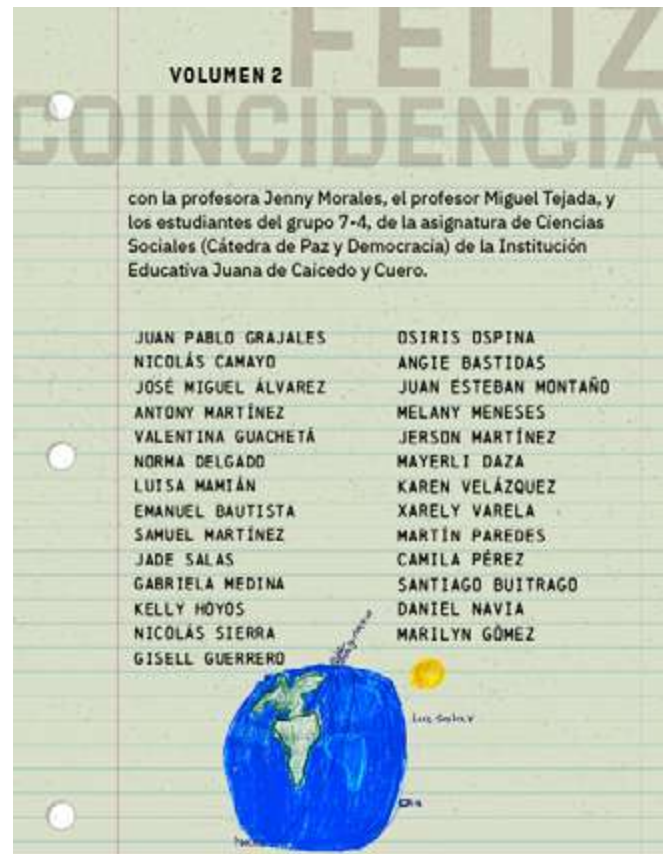 FELIZ
VOLUMEN 2
COINCIDENCIA
con la profesora Jenny Morales, el profesor Miguel Tejada, y
los estudiantes del grupo 7-4, de la asignatura de Ciencias
Sociales (Cátedra de Paz y Democracia) de la Institución
Educativa Juana de Caicedo y Cuero.
JUAN PABLO GRAJALES
NICOLÁS CAMAYO
JOSÉ MIGUEL ÁLVAREZ
ANTONY MARTÍNEZ
VALENTINA GUACHETÁ
NORMA DELGADO
LUISA MAMIÁN
EMANUEL BAUTISTA
SAMUEL MARTÍNEZ
JADE SALAS
GABRIELA MEDINA
KELLY HOYOS
NICOLÁS SIERRA
GISELL GUERRERO
OSIRIS OSPINA
ANGIE BASTIDAS
JUAN ESTEBAN MONTAÑO
MELANY MENESES
JERSON MARTÍNEZ
MAYERLI DAZA
KAREN VELÁZQUEZ
XARELY VARELA
MARTÍN PAREDES
CAMILA PÉREZ
SANTIAGO BUITRAGO
DANIEL NAVIA
MARILYN GÓMEZ
Luz Solar